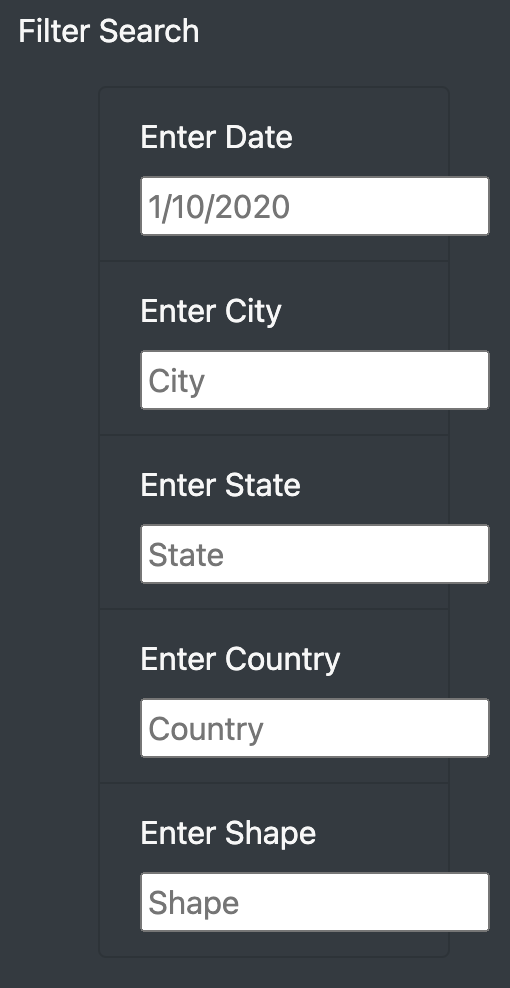 Filter Search
Enter Date
1/10/2020
Enter City
City
Enter State
State
Enter Country
Country
Enter Shape
Shape